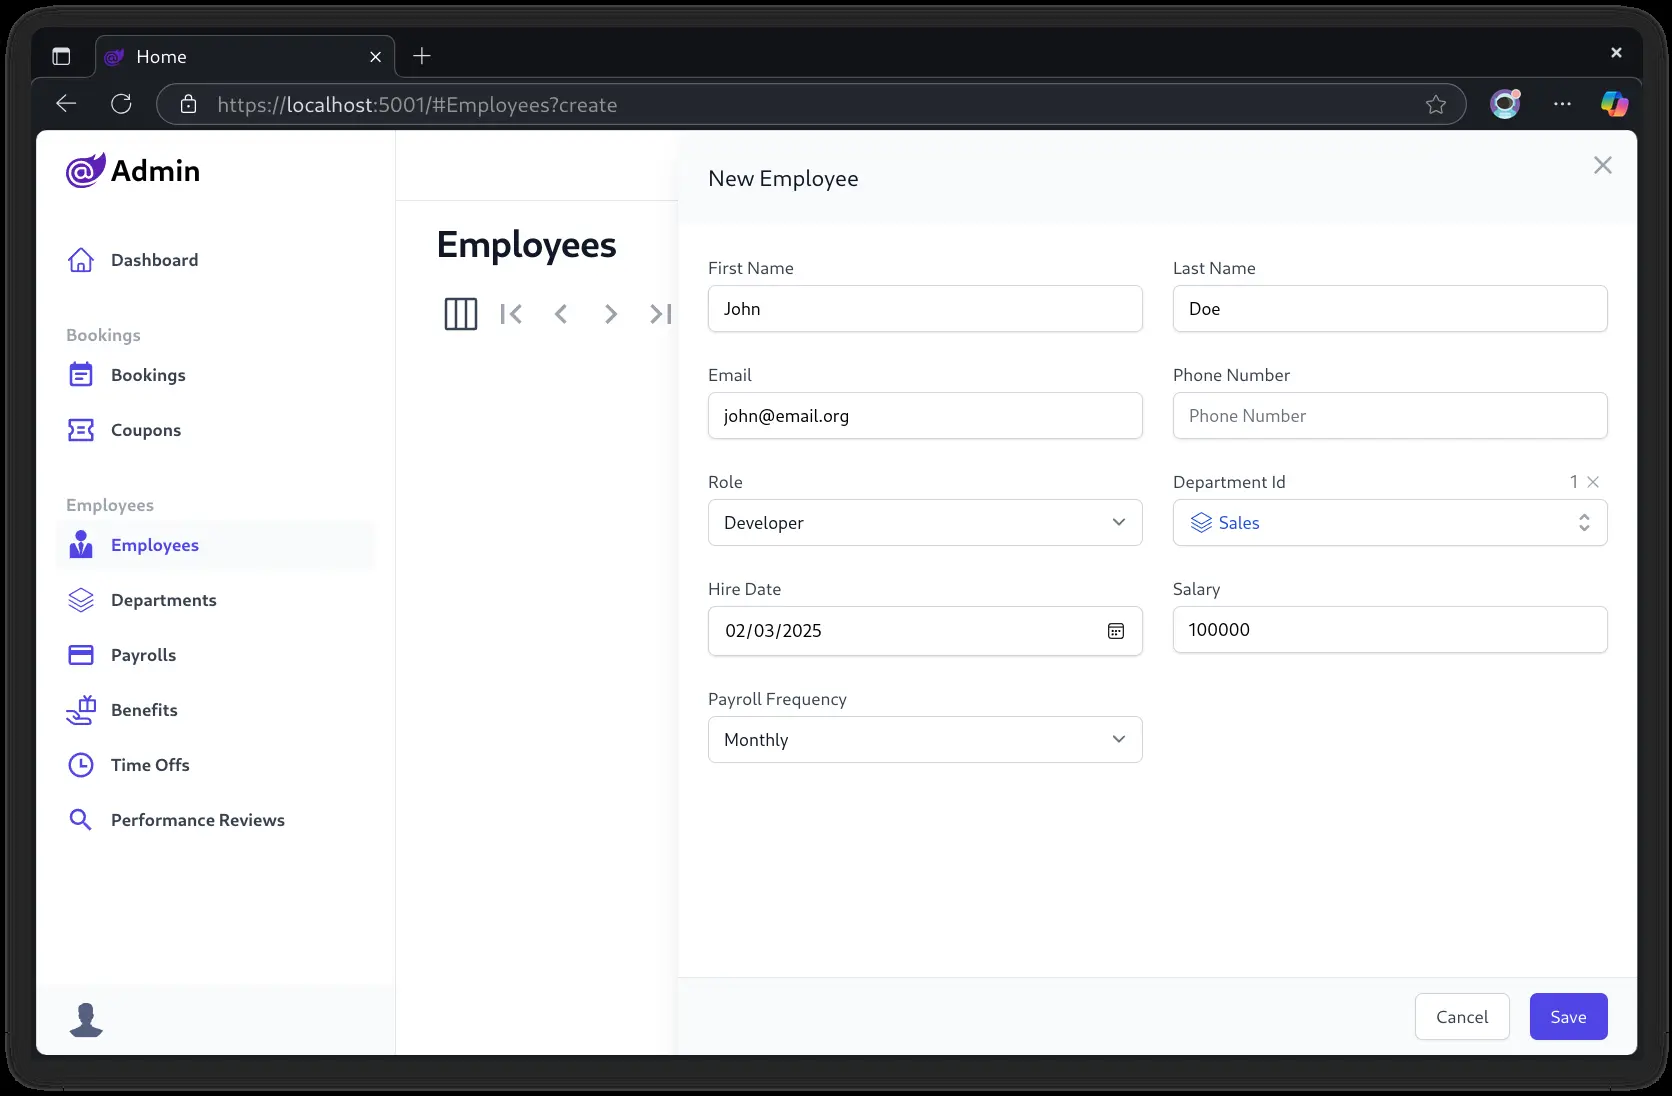 Home
https://localhost:5001/#Employees?create
Admin
Dashboard
Bookings
Bookings
Coupons
Employees
Employees
Departments
Payrolls
Benefits
Time Offs
Performance Reviews
Employees
New Employee
First Name
John
Last Name
Doe
Email
john@email.org
Phone Number
Phone Number
Role
Developer
Department Id 1
Sales
Hire Date
02/03/2025
Salary
100000
Payroll Frequency
Monthly
Cancel
Save